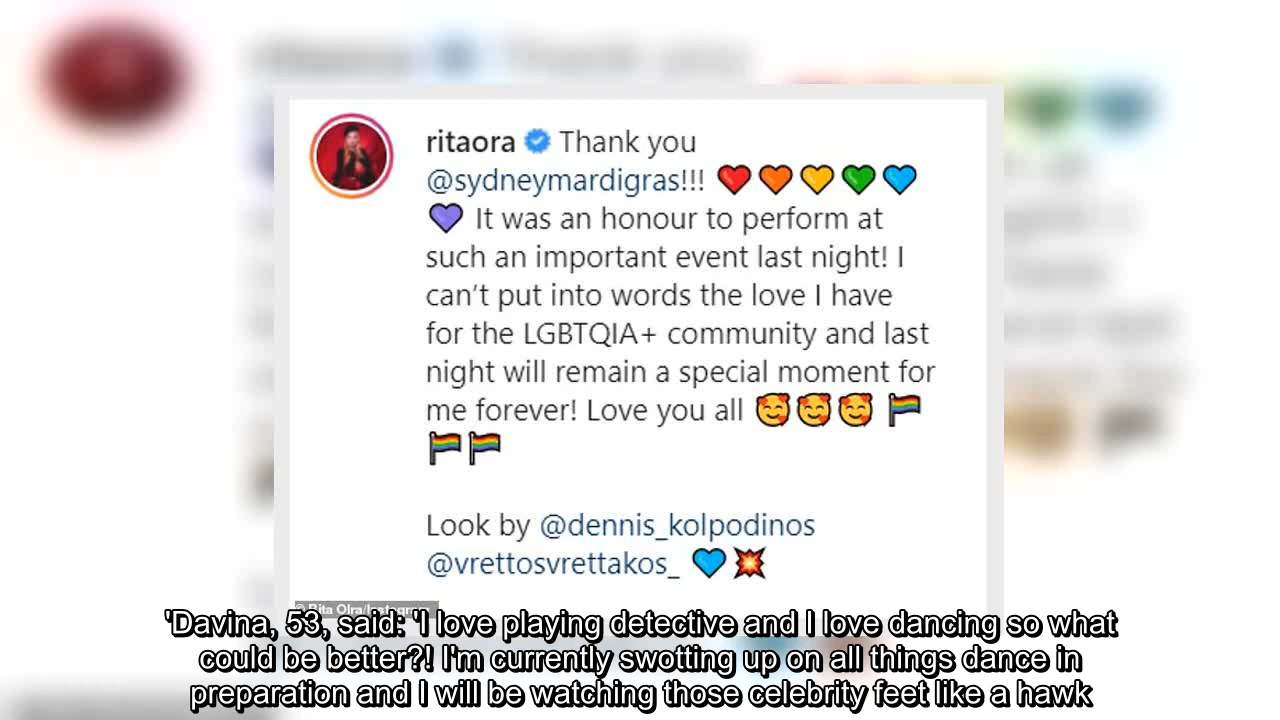 ritaora Thank you
@sydneymardigras!!! ❤️🧡💛💚💙
💜 It was an honour to perform at
such an important event last night! I
can’t put into words the love I have
for the LGBTQIA+ community and last
night will remain a special moment for
me forever! Love you all 🥰🥰🥰 🏳️‍🌈
🏳️‍🌈🏳️‍🌈
Look by @dennis_kolpodinos
@vrettosvrettakos_ 💙💥
'Davina, 53, said: 'I love playing detective and I love dancing so what
could be better?! I'm currently swotting up on all things dance in
preparation and I will be watching those celebrity feet like a hawk